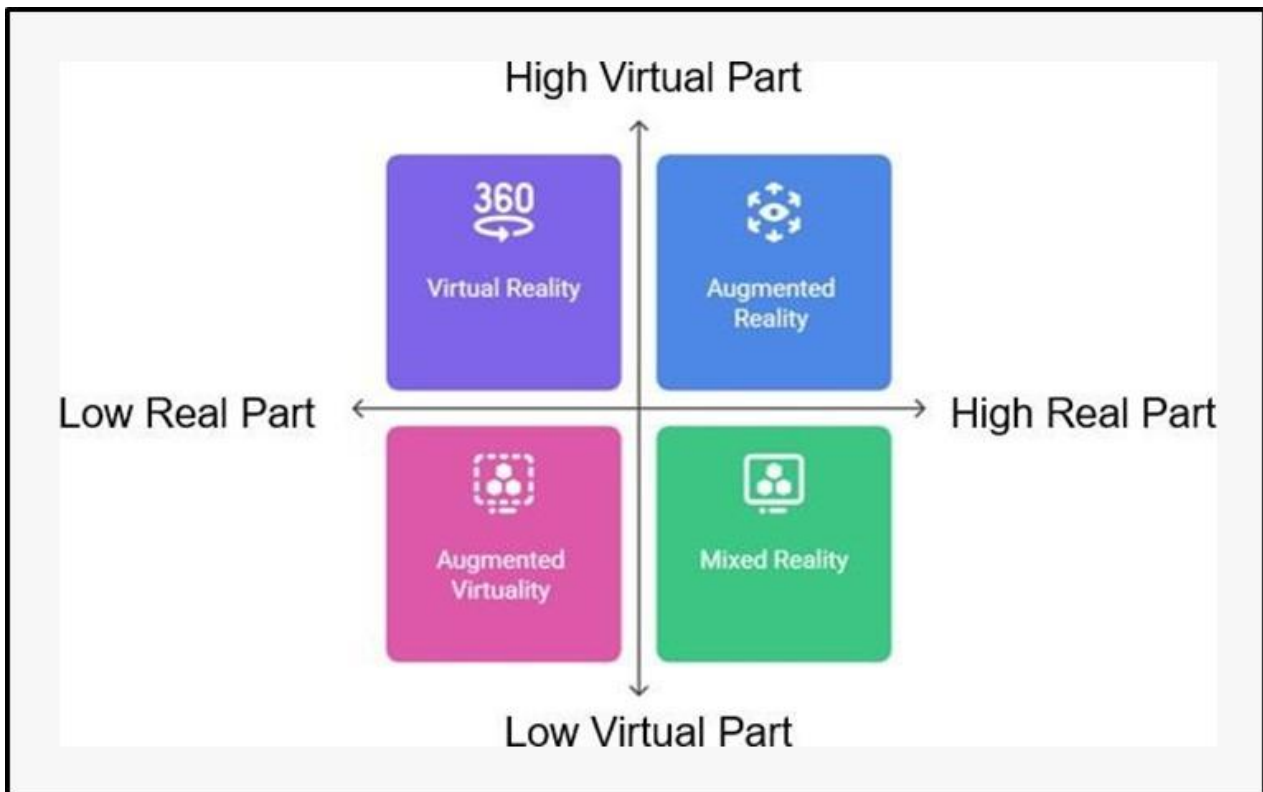 High Virtual Part
360
Virtual Reality
Augmented
Reality
Low Real Part
High Real Part
Augmented
Virtuality
Mixed Reality
Low Virtual Part